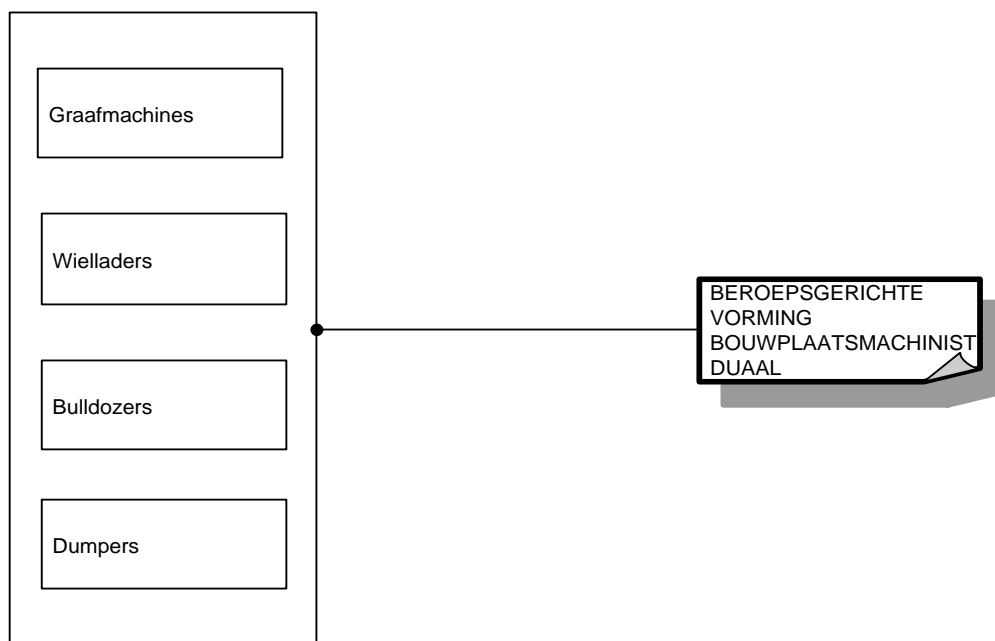 Graafmachines
Wielladers
Bulldozers
Dumpers
BEROEPSGERICHTE
VORMING
BOUWPLAATSMACHINIST
DUAAL